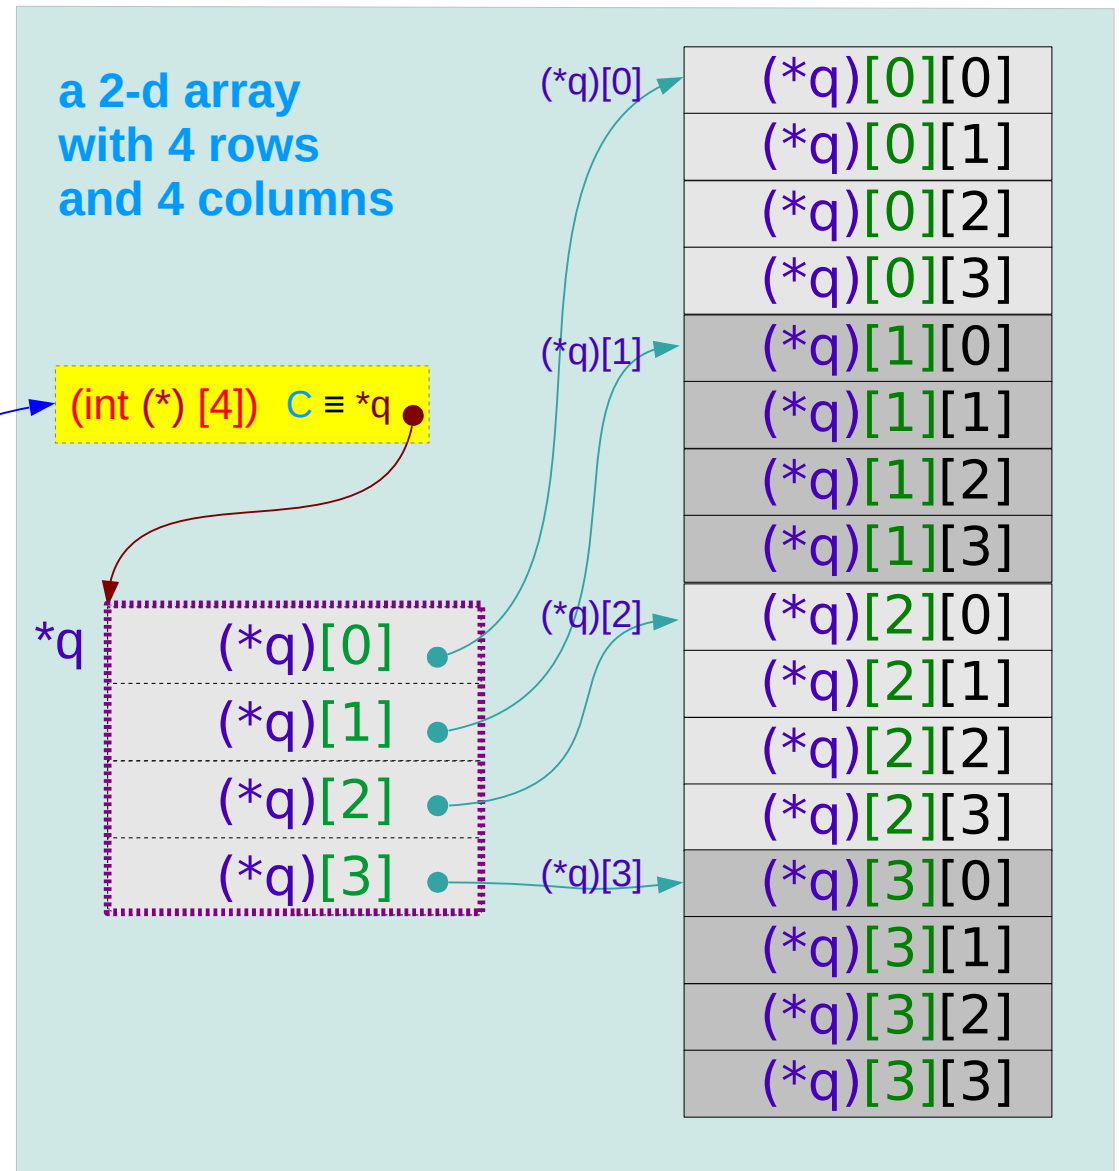 a 2-d array
with 4 rows
and 4 columns
(int (*) [4]) C ≡ *q
*q
(*q)[0]
(*q)[1]
(*q)[2]
(*q)[3]
(*q)[0]
(*q)[1]
(*q)[2]
(*q)[3]
(*q)[0][0]
(*q)[0][1]
(*q)[0][2]
(*q)[0][3]
(*q)[1][0]
(*q)[1][1]
(*q)[1][2]
(*q)[1][3]
(*q)[2][0]
(*q)[2][1]
(*q)[2][2]
(*q)[2][3]
(*q)[3][0]
(*q)[3][1]
(*q)[3][2]
(*q)[3][3]